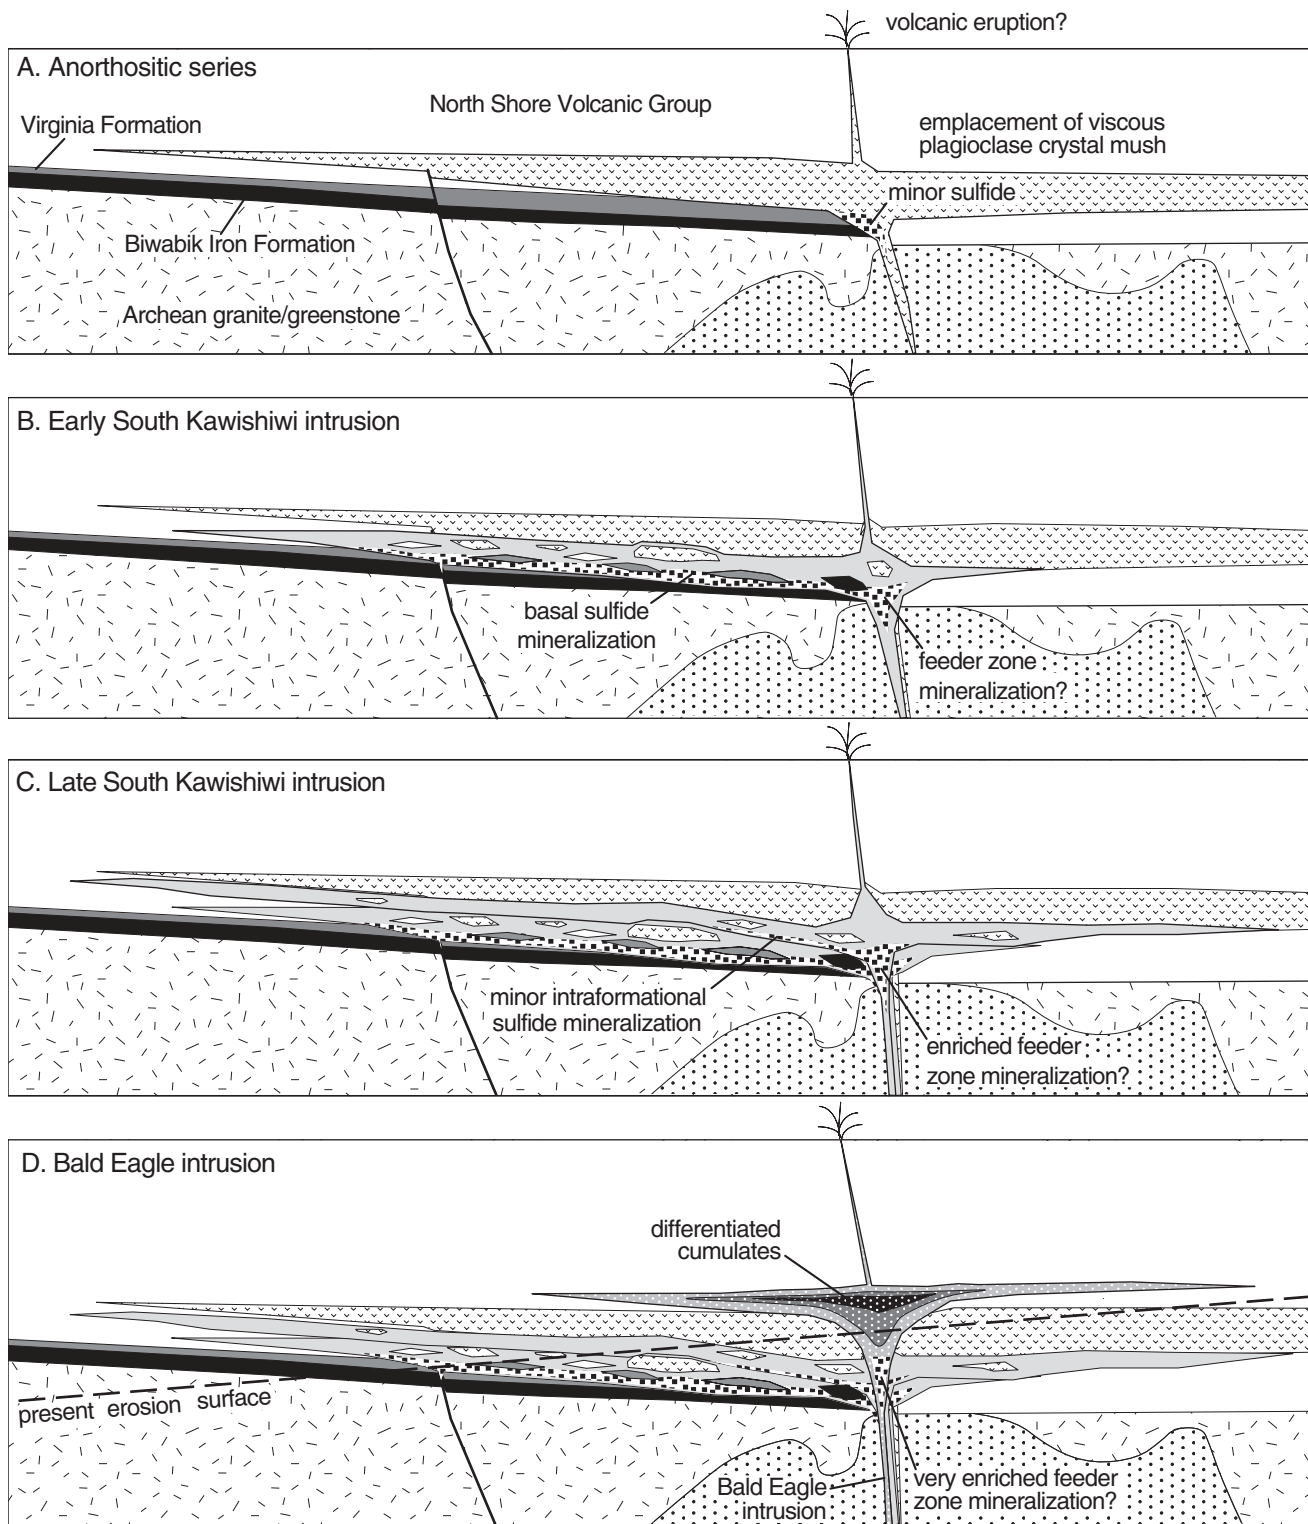 volcanic eruption?
A. Anorthositic series
North Shore Volcanic Group
Virginia Formation
emplacement of viscous
plagioclase crystal mush
minor sulfide
Biwabik Iron Formation
Archean granite/greenstone
B. Early South Kawishiwi intrusion
basal sulfide
mineralization
feeder zone
mineralization?
C. Late South Kawishiwi intrusion
minor intraformational
sulfide mineralization
enriched feeder
zone mineralization?
D. Bald Eagle intrusion
differentiated
cumulates
present erosion surface
Bald Eagle
intrusion
very enriched feeder
zone mineralization?